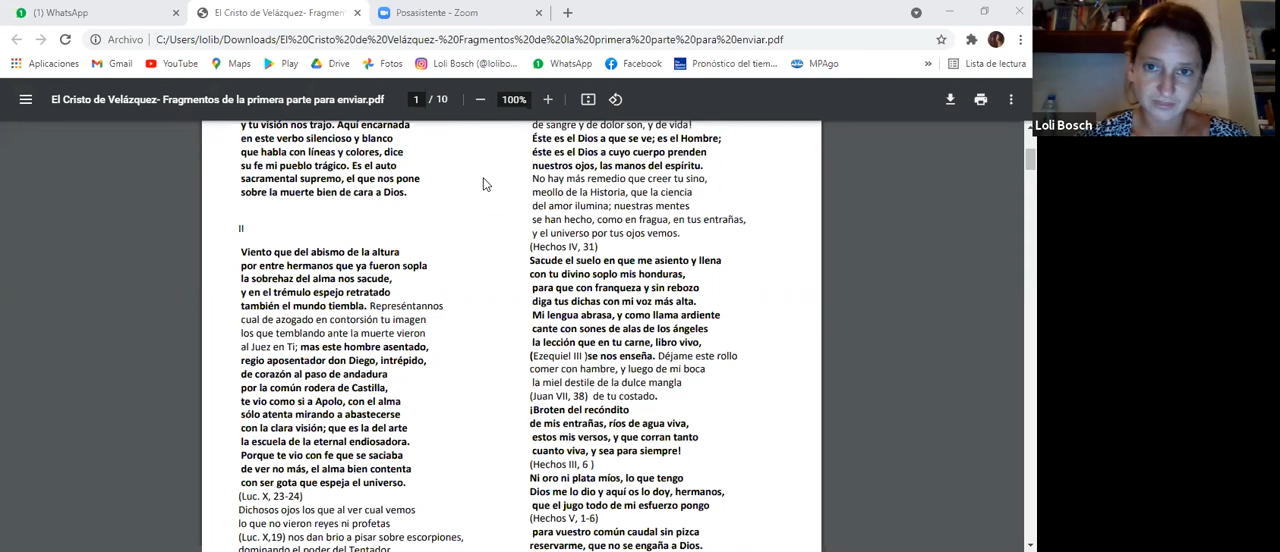 (1) WhatsApp
El Cristo de Velázquez- Fragment
Posasistente - Zoom
Archivo
C:/Users/lolib/Downloads/El%20Cristo%20de%20Velázquez-%20Fragmentos%20de%20la%20primera%20parte%20para%20enviar.pdf
Aplicaciones
Gmail
YouTube
Maps
Play
Drive
Fotos
Loli Bosch (@lolibo...
WhatsApp
Facebook
Pronóstico del tiem...
MPAgo
»
Lista de lectura
El Cristo de Velázquez- Fragmentos de la primera parte para enviar.pdf
1 / 10
100%
Loli Bosch
y tu visión nos trajo. Aquí encarnada
en este verbo silencioso y blanco
que habla con líneas y colores, dice
su fe mi pueblo trágico. Es el auto
sacramental supremo, el que nos pone
sobre la muerte bien de cara a Dios.
II
Viento que del abismo de la altura
por entre hermanos que ya fueron sopla
la sobrehaz del alma nos sacude,
y en el trémulo espejo retratado
también el mundo tiembla. Represéntannos
cual de azogado en contorsión tu imagen
los que temblando ante la muerte vieron
al Juez en Ti; mas este hombre asentado,
regio aposentador don Diego, intrépido,
de corazón al paso de andadura
por la común rodera de Castilla,
te vio como si a Apolo, con el alma
sólo atenta mirando a abastecerse
con la clara visión; que es la del arte
la escuela de la eternal endiosadora.
Porque te vio con fe que se saciaba
de ver no más, el alma bien contenta
con ser gota que espeja el universo.
(Luc. X, 23-24)
Dichosos ojos los que al ver cual vemos
lo que no vieron reyes ni profetas
(Luc. X,19) nos dan brio a pisar sobre escorpiones,
dominando el poder del Tentador
de sangre y de dolor son, y de vida!
Éste es el Dios a que se ve; es el Hombre;
éste es el Dios a cuyo cuerpo prenden
nuestros ojos, las manos del espíritu.
No hay más remedio que creer tu sino,
meollo de la Historia, que la ciencia
del amor ilumina; nuestras mentes
se han hecho, como en fragua, en tus entrañas,
y el universo por tus ojos vemos.
(Hechos IV, 31)
Sacude el suelo en que me asiento y llena
con tu divino soplo mis honduras,
para que con franqueza y sin rebozo
diga tus dichas con mi voz más alta.
Mi lengua abrasa, y como llama ardiente
cante con sones de alas de los ángeles
la lección que en tu carne, libro vivo,
(Ezequiel III )se nos enseña. Déjame este rollo
comer con hambre, y luego de mi boca
la miel destile de la dulce mangla
(Juan VII, 38) de tu costado.
¡Broten del recóndito
de mis entrañas, ríos de agua viva,
estos mis versos, y que corran tanto
cuanto viva, y sea para siempre!
(Hechos III, 6 )
Ni oro ni plata míos, lo que tengo
Dios me lo dio y aquí os lo doy, hermanos,
que el jugo todo de mi esfuerzo pongo
(Hechos V, 1-6)
para vuestro común caudal sin pizca
reservarme, que no se engaña a Dios.